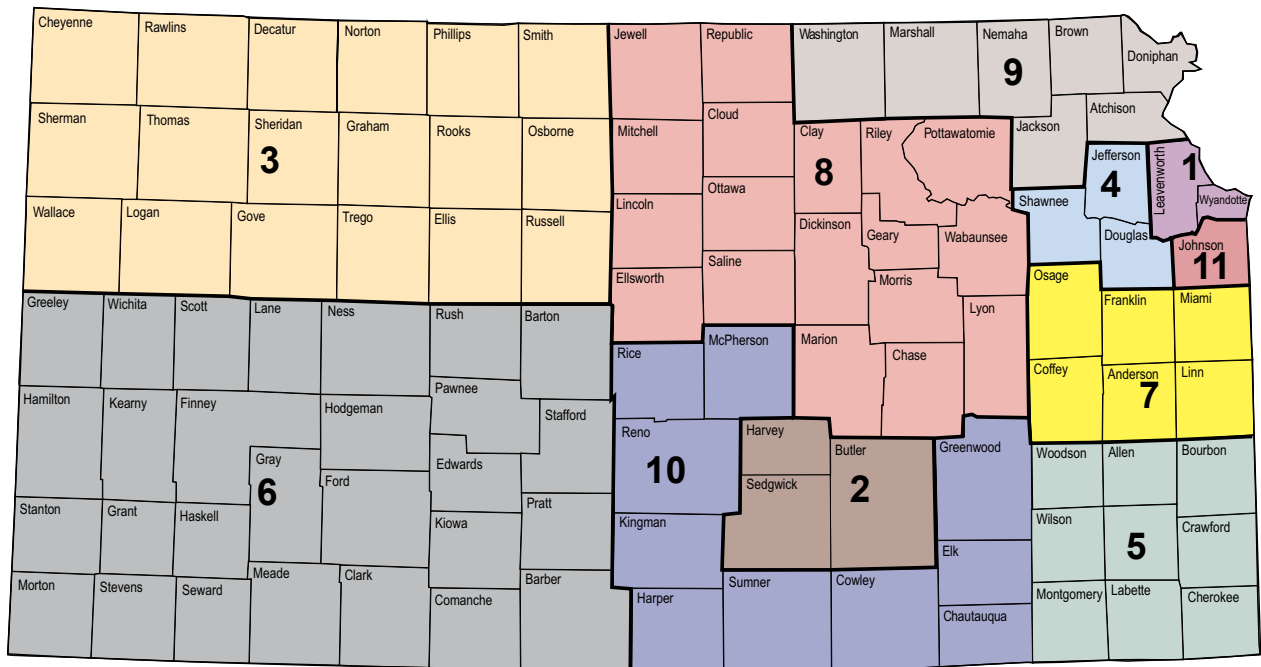 Cheyenne
Rawlins
Decatur
Norton
Phillips
Smith
Jewell
Republic
Washington
Marshall
Nemaha
Brown
Doniphan
9
Sherman
Thomas
Sheridan
Graham
Rooks
Osborne
Mitchell
Cloud
Clay
Riley
Pottawatomie
Jackson
Atchison
3
8
Jefferson
4
Leavenworth
1
Wyandotte
Wallace
Logan
Gove
Trego
Ellis
Russell
Lincoln
Ottawa
Dickinson
Geary
Wabaunsee
Shawnee
Douglas
Johnson
11
Ellsworth
Saline
Morris
Lyon
Osage
Franklin
Miami
Greeley
Wichita
Scott
Lane
Ness
Rush
Barton
Rice
McPherson
Marion
Chase
Coffey
Anderson
7
Linn
Hamilton
Kearny
Finney
Hodgeman
Pawnee
Stafford
Reno
10
Harvey
Butler
2
Greenwood
Woodson
Allen
Bourbon
Gray
6
Ford
Edwards
Pratt
Sedgwick
Stanton
Grant
Haskell
Kiowa
Kingman
Elk
Wilson
5
Crawford
Morton
Stevens
Seward
Meade
Clark
Comanche
Barber
Harper
Sumner
Cowley
Chautauqua
Montgomery
Labette
Cherokee